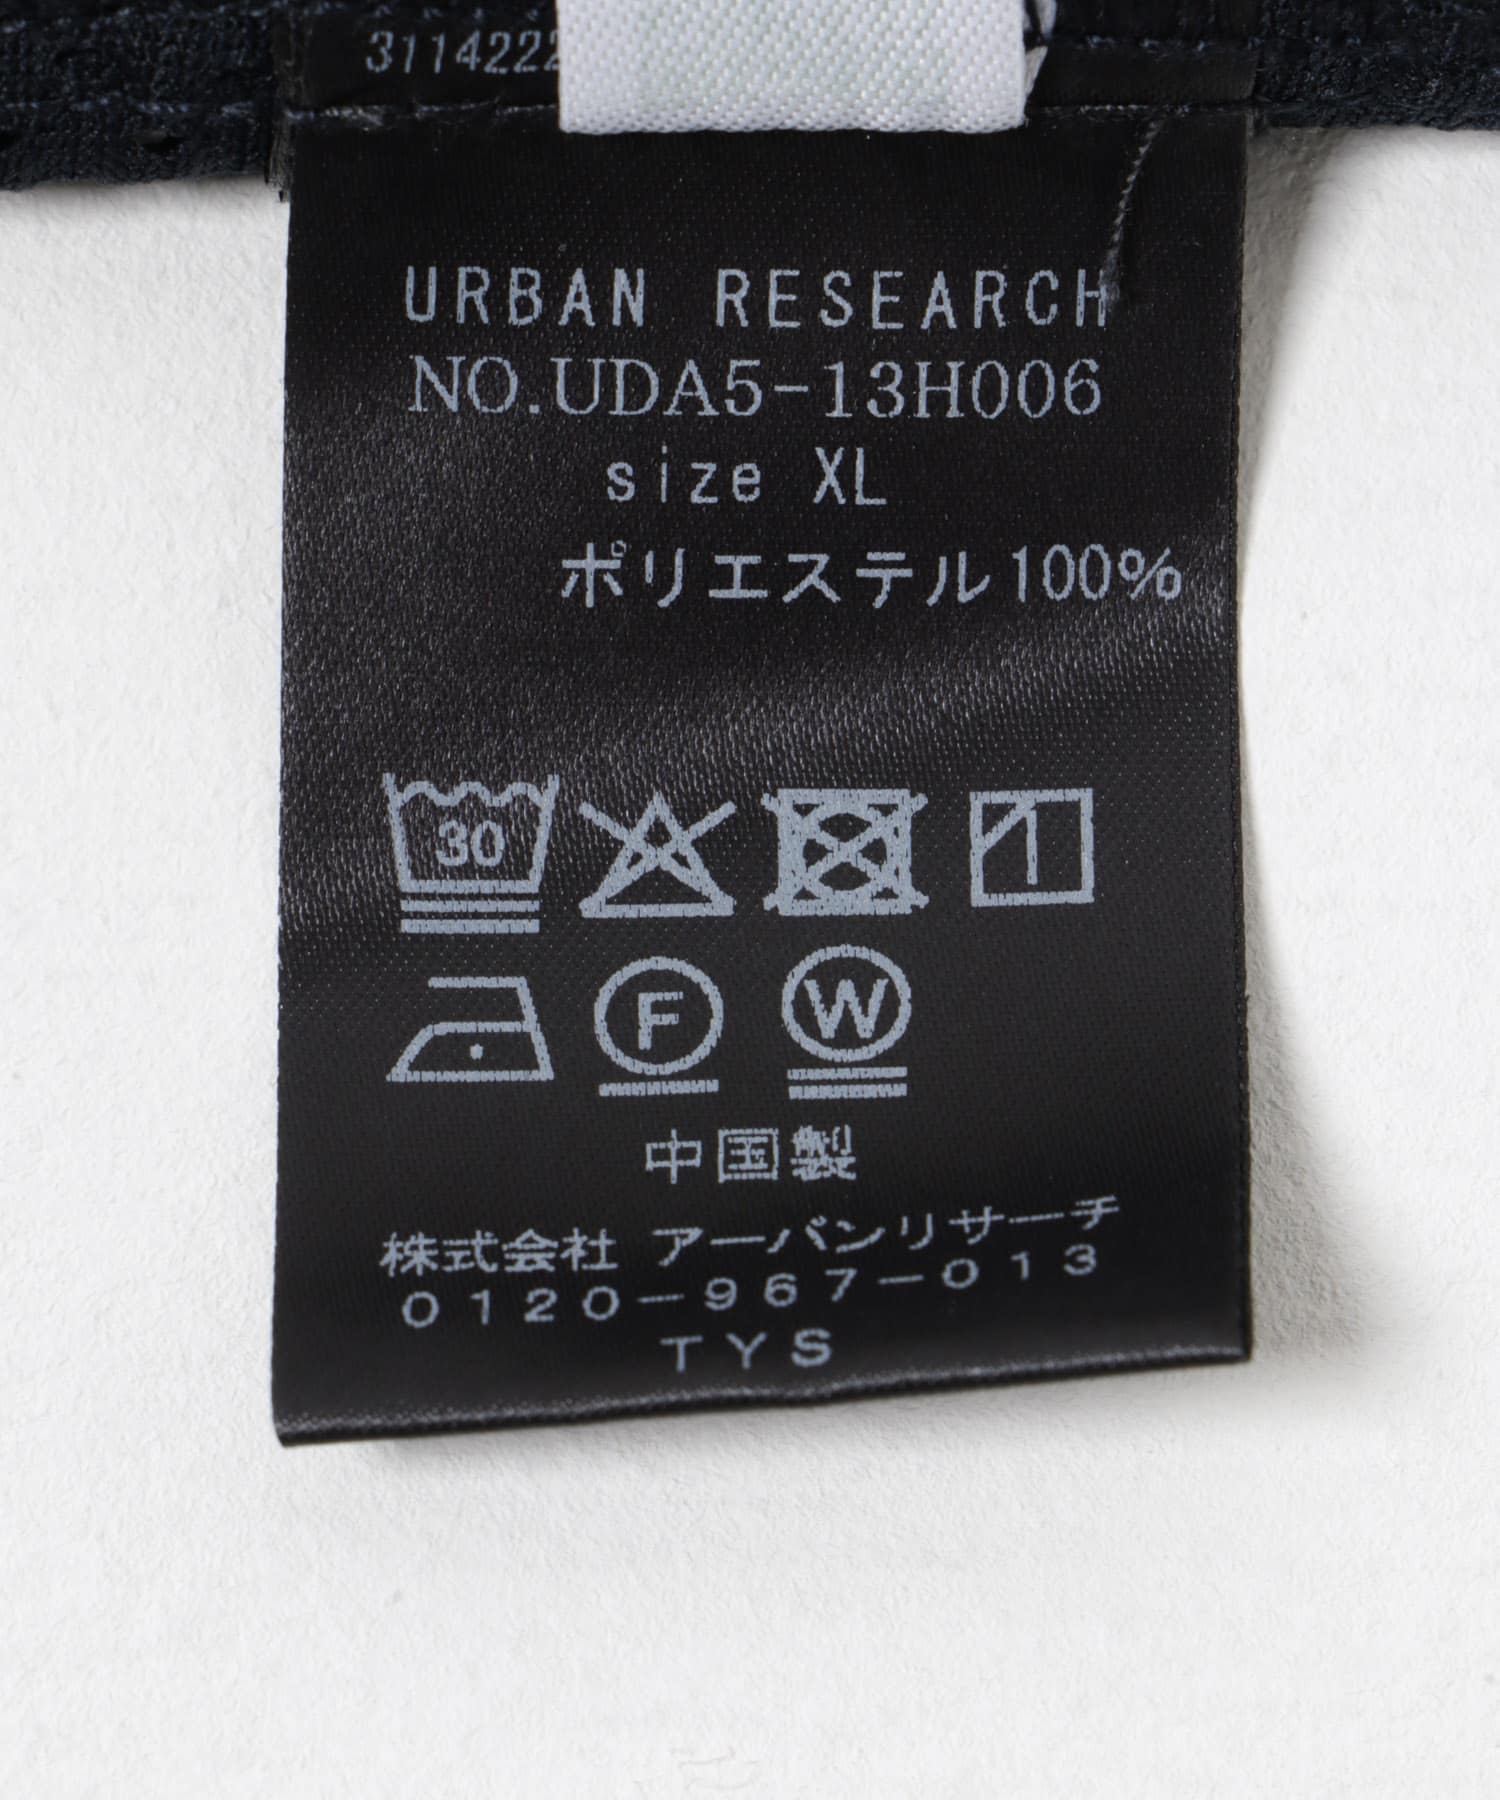 3114222
URBAN RESEARCH
NO.UDA5-13H006
size XL
ポリエステル100%
30
1
F
W
中国製
株式会社 アーバンリサーチ
0120-967-013
TYS